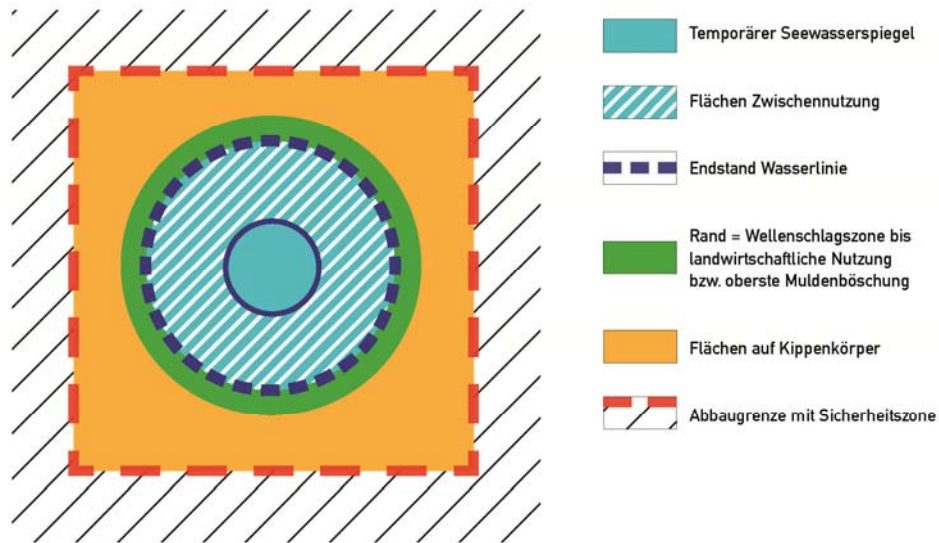 Temporärer Seewasserspiegel
Flächen Zwischennutzung
Endstand Wasserlinie
Rand = Wellenschlagszone bis
landwirtschaftliche Nutzung
bzw. oberste Muldenböschung
Flächen auf Kippenkörper
Abbaugrenze mit Sicherheitszone